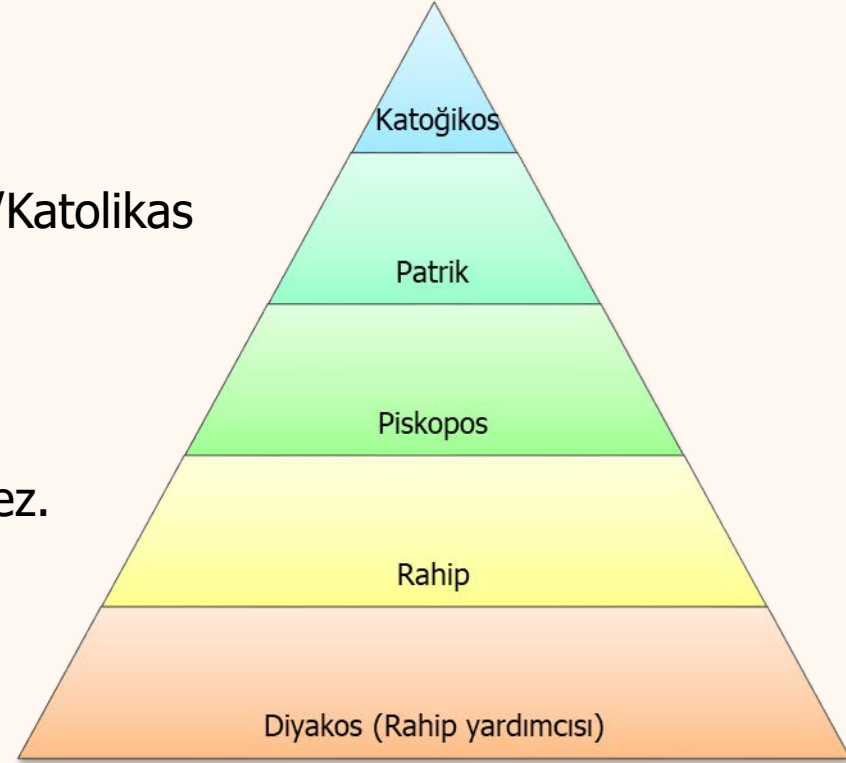 Katoğikos
/Katolikas
Patrik
Piskopos
ez.
Rahip
Diyakos (Rahip yardımcısı)